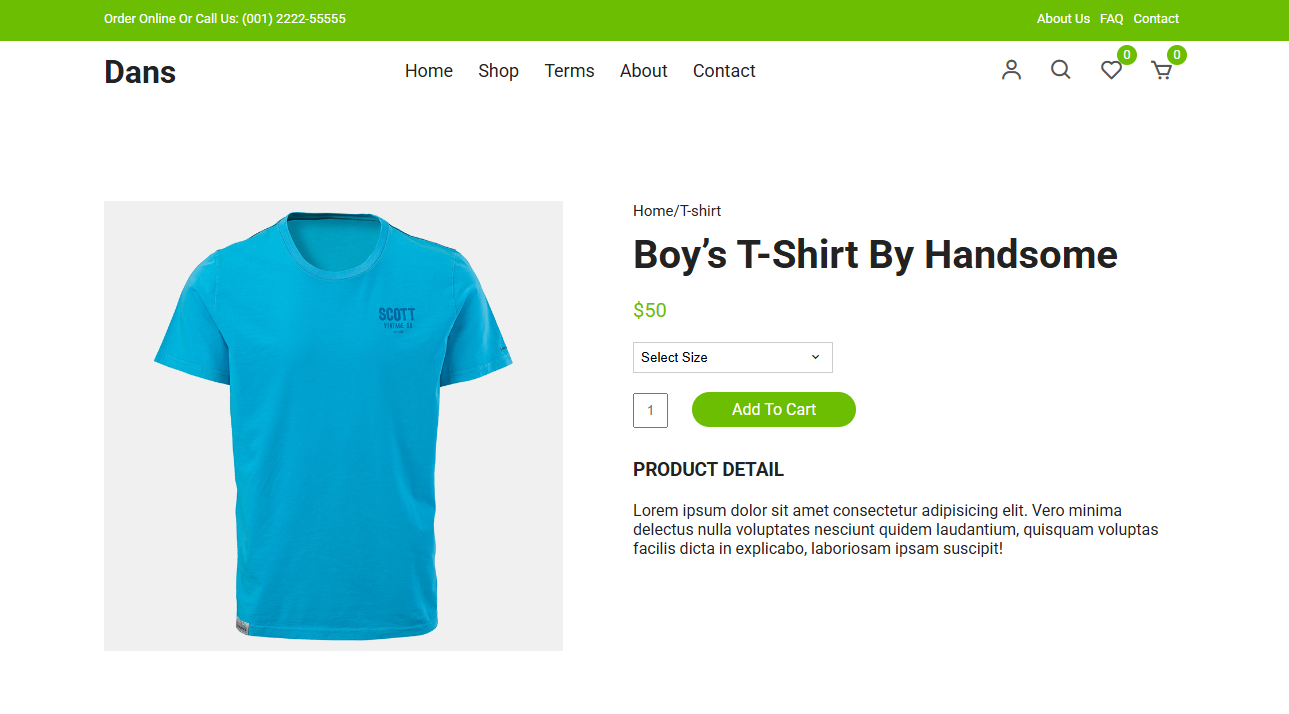 Order Online Or Call Us: (001) 2222-55555
About Us FAQ Contact
Dans
Home Shop Terms About Contact
0 0
SCOTT
VINTAGE CO
Home/T-shirt
Boy’s T-Shirt By Handsome
$50
Select Size
1 Add To Cart
PRODUCT DETAIL
Lorem ipsum dolor sit amet consectetur adipisicing elit. Vero minima
delectus nulla voluptates nesciunt quidem laudantium, quisquam voluptas
facilis dicta in explicabo, laboriosam ipsam suscipit!